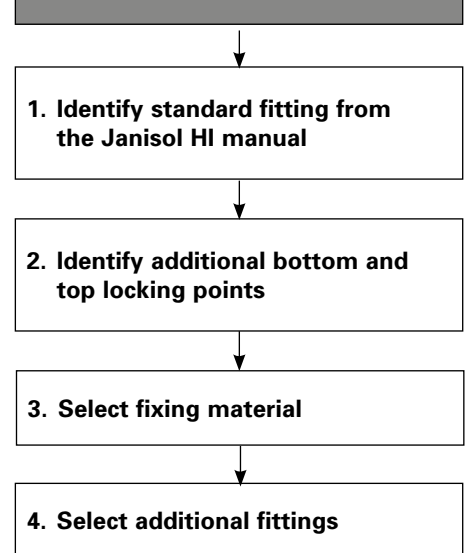 1. Identify standard fitting from
the Janisol HI manual
2. Identify additional bottom and
top locking points
3. Select fixing material
4. Select additional fittings